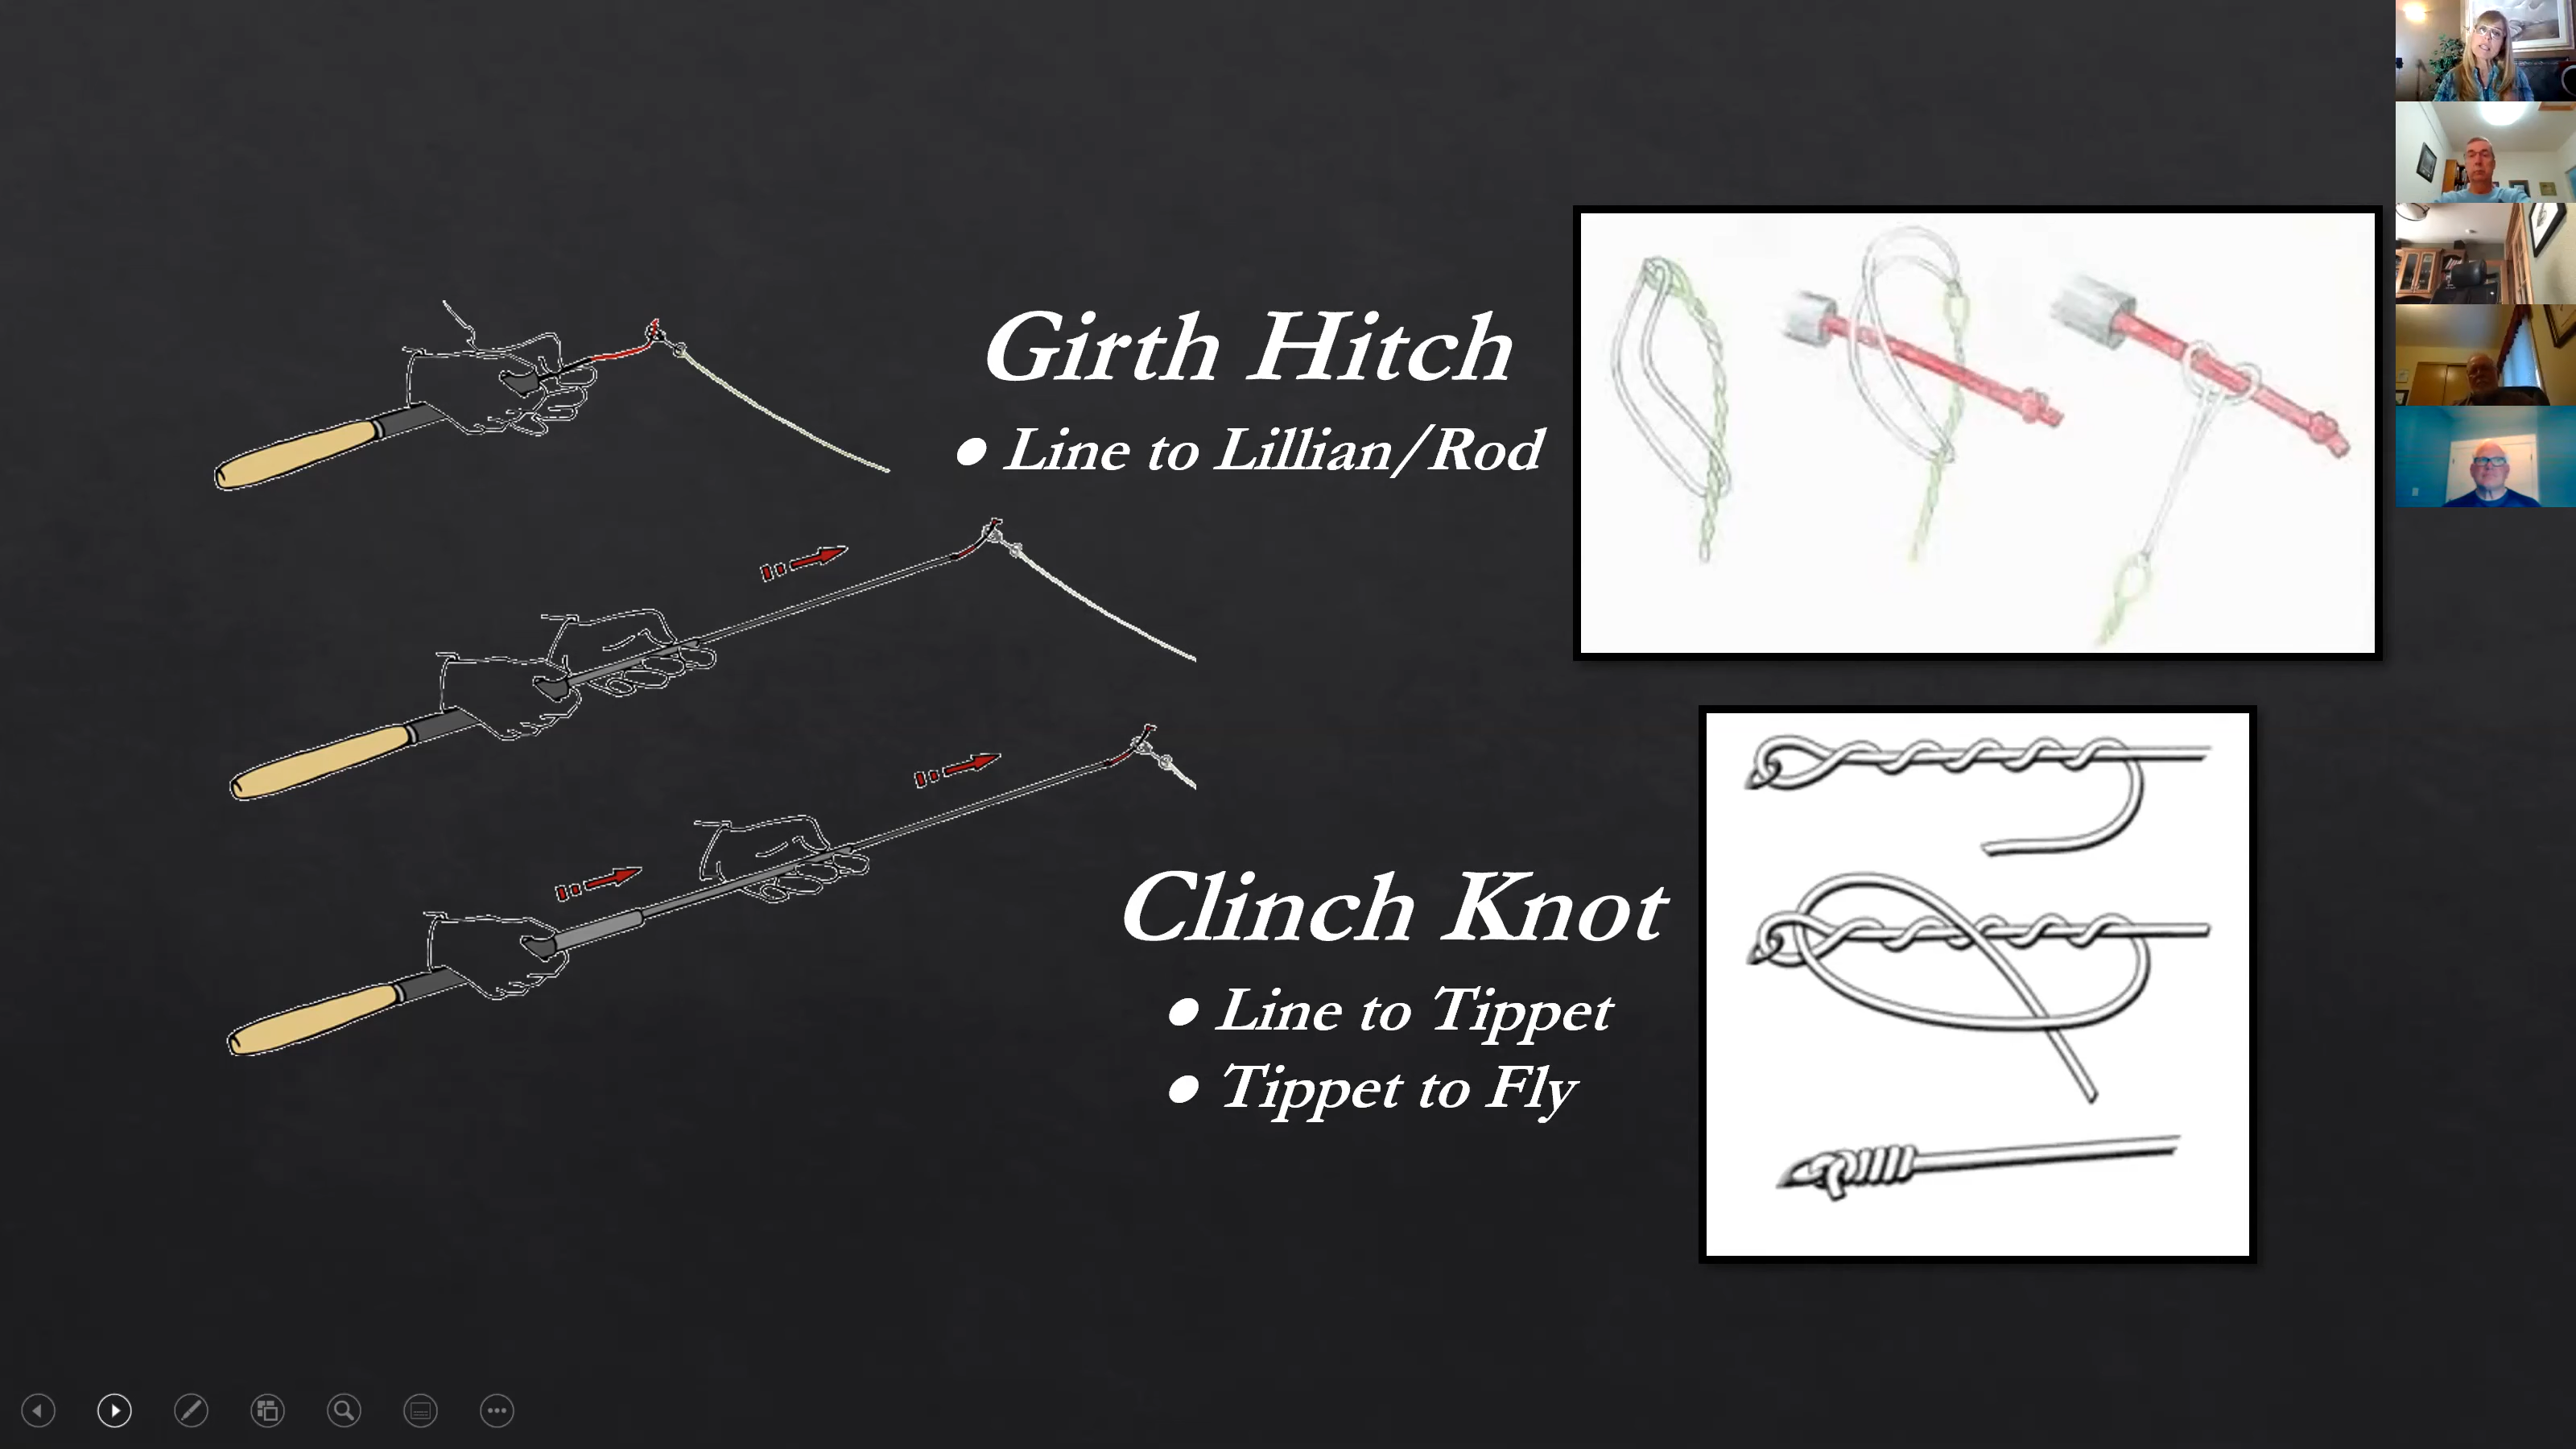 Girth Hitch
● Line to Lillian/Rod
Clinch Knot
● Line to Tippet
● Tippet to Fly